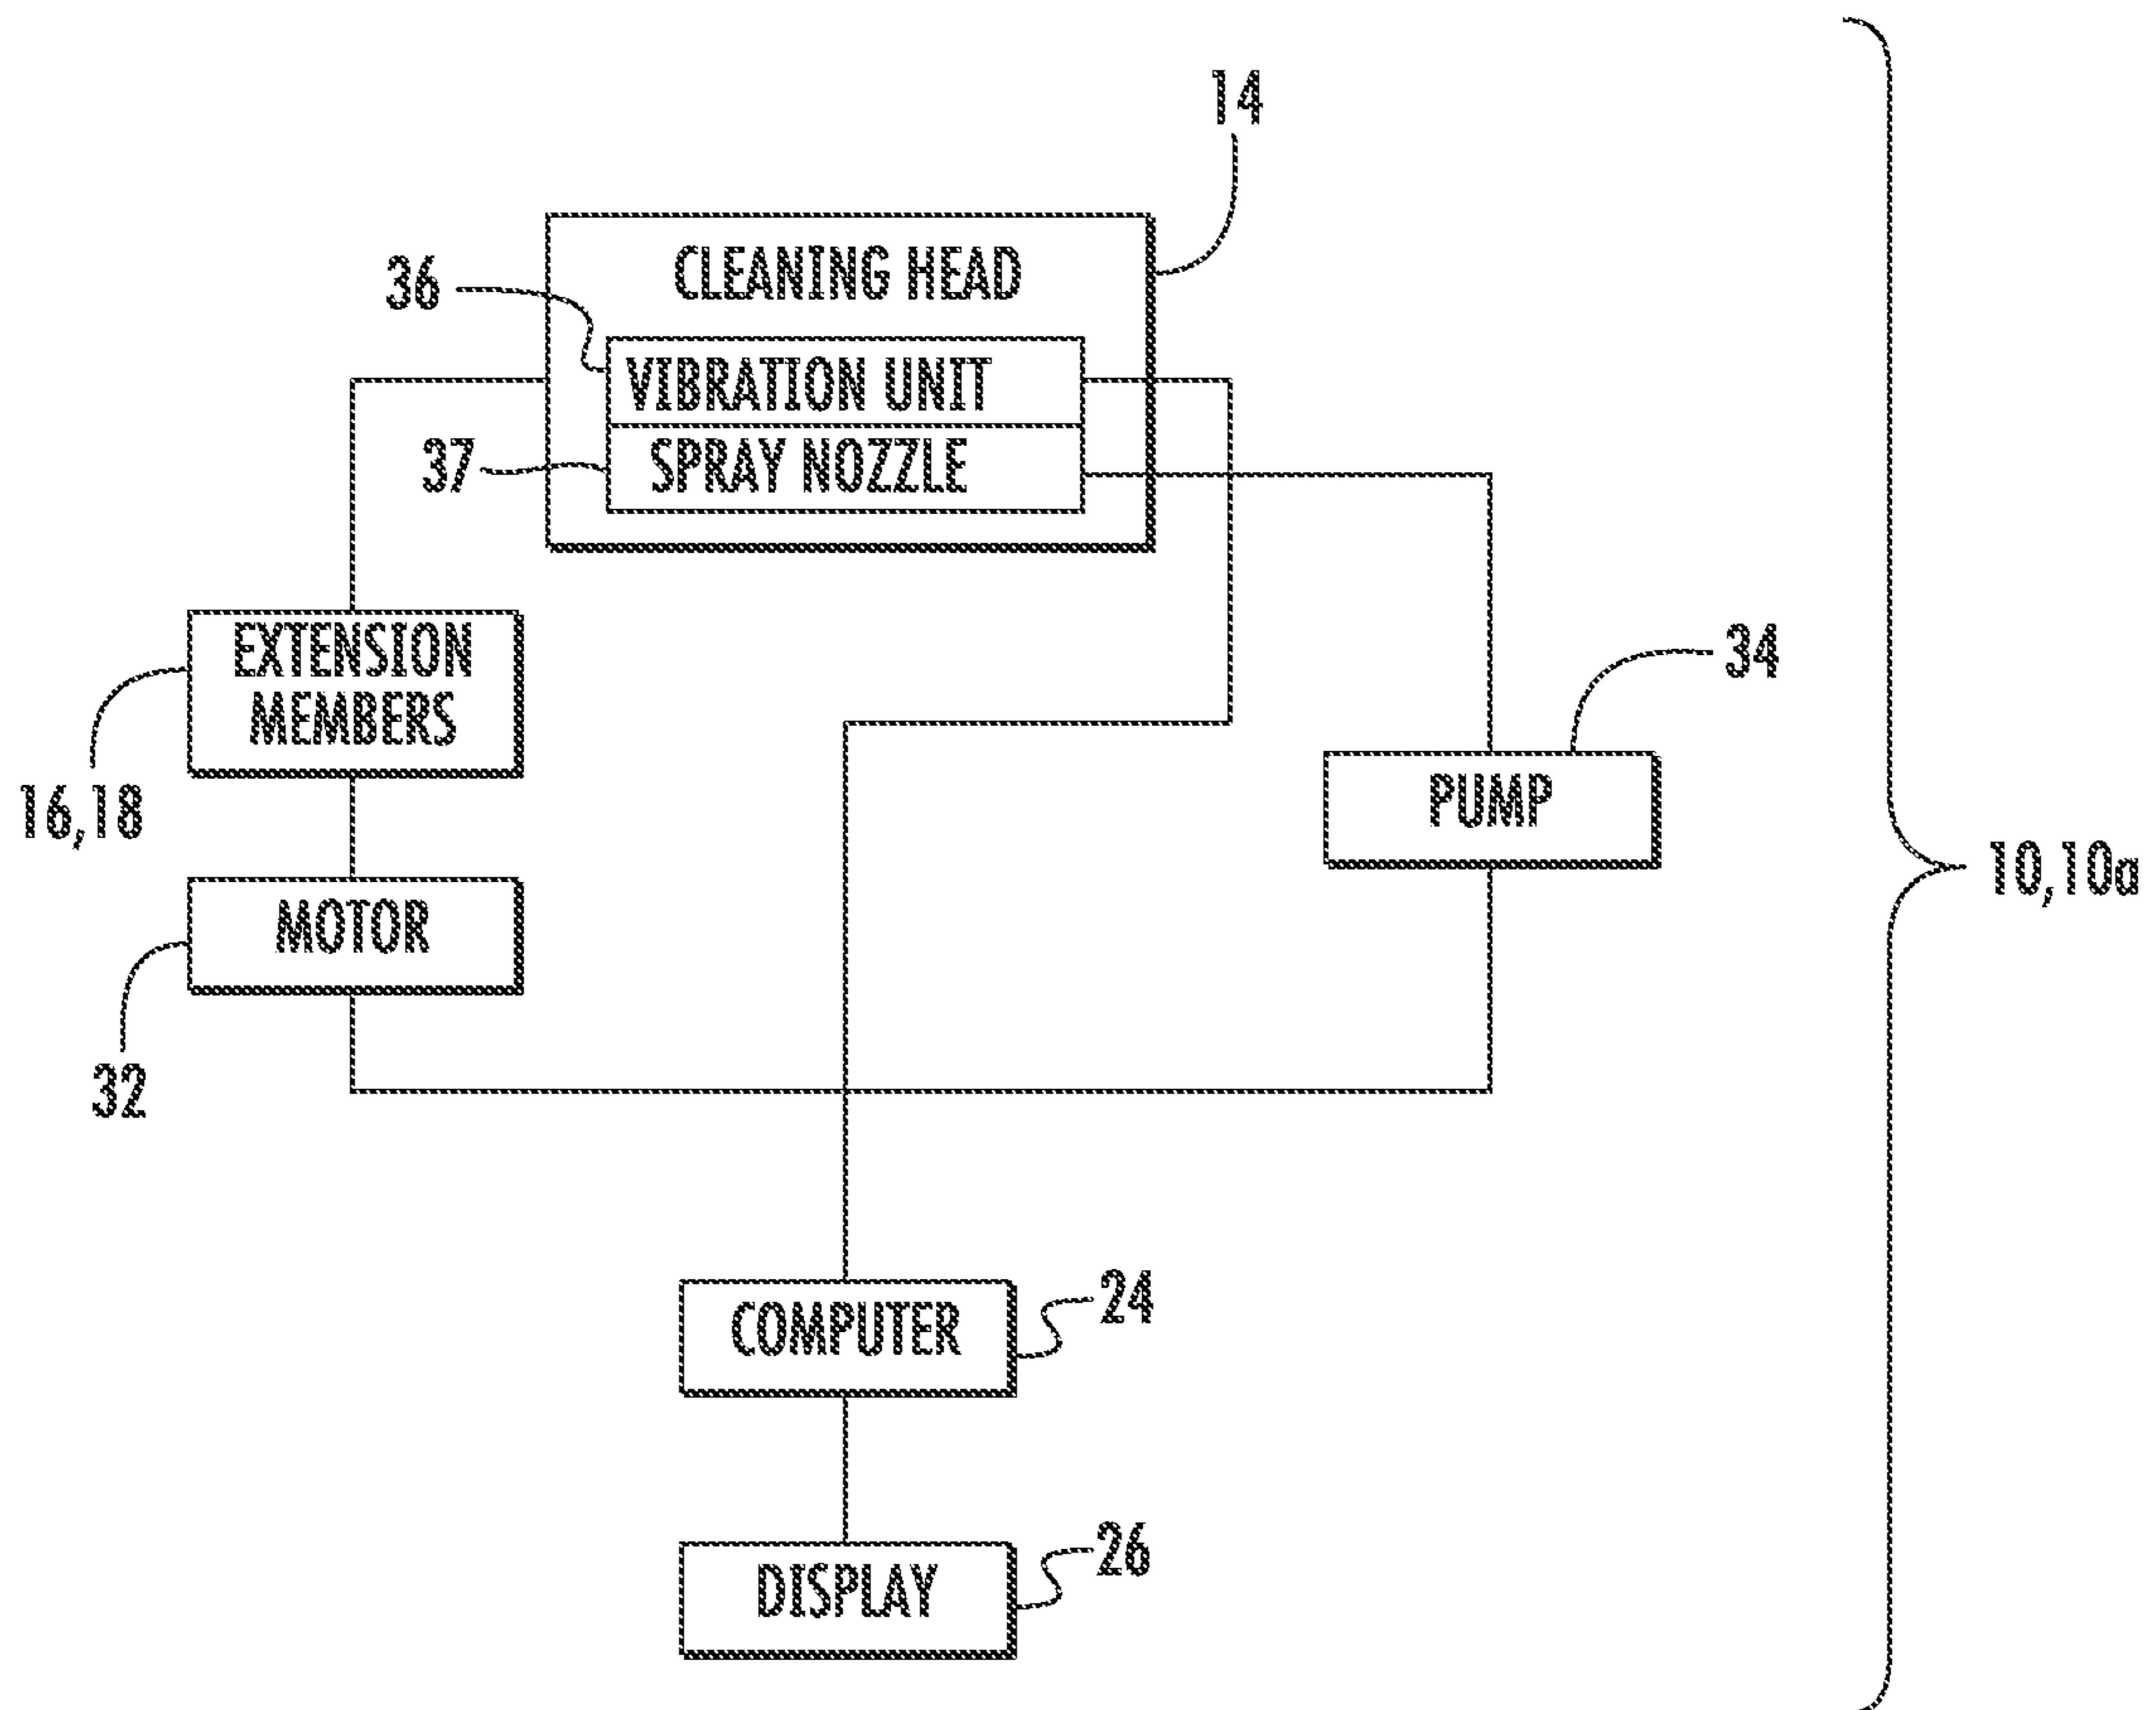 14
CLEANING HEAD
36
VIBRATION UNIT
37
SPRAY NOZZLE
EXTENSION
MEMBERS
34
16,18
PUMP
10,10a
MOTOR
32
COMPUTER
24
DISPLAY
26